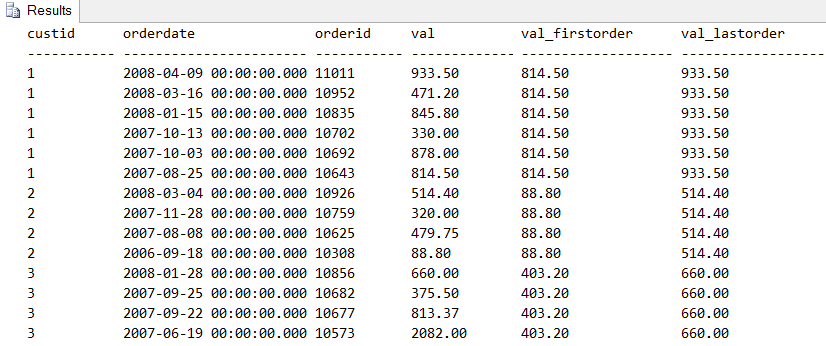 Results
custid orderdate orderid val val_firstorder val_lastorder
----------- ----------------------- ----------- ------------- ------------------- ------------------
1 2008-04-09 00:00:00.000 11011 933.50 814.50 933.50
1 2008-03-16 00:00:00.000 10952 471.20 814.50 933.50
1 2008-01-15 00:00:00.000 10835 845.80 814.50 933.50
1 2007-10-13 00:00:00.000 10702 330.00 814.50 933.50
1 2007-10-03 00:00:00.000 10692 878.00 814.50 933.50
1 2007-08-25 00:00:00.000 10643 814.50 814.50 933.50
2 2008-03-04 00:00:00.000 10926 514.40 88.80 514.40
2 2007-11-28 00:00:00.000 10759 320.00 88.80 514.40
2 2007-08-08 00:00:00.000 10625 479.75 88.80 514.40
2 2006-09-18 00:00:00.000 10308 88.80 88.80 514.40
3 2008-01-28 00:00:00.000 10856 660.00 403.20 660.00
3 2007-09-25 00:00:00.000 10682 375.50 403.20 660.00
3 2007-09-22 00:00:00.000 10677 813.37 403.20 660.00
3 2007-06-19 00:00:00.000 10573 2082.00 403.20 660.00